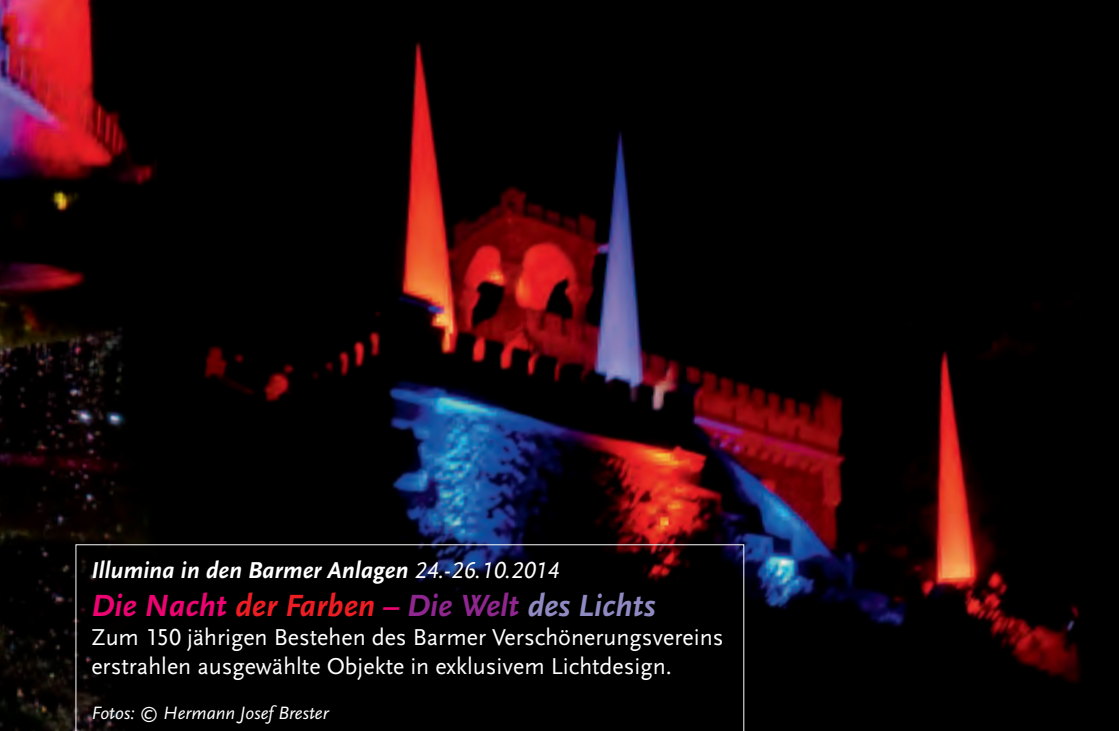 Illumina in den Barmer Anlagen 24.-26.10.2014
Die Nacht der Farben – Die Welt des Lichts
Zum 150 jährigen Bestehen des Barmer Verschönerungsvereins
erstrahlen ausgewählte Objekte in exklusivem Lichtdesign.
Fotos: © Hermann Josef Brester